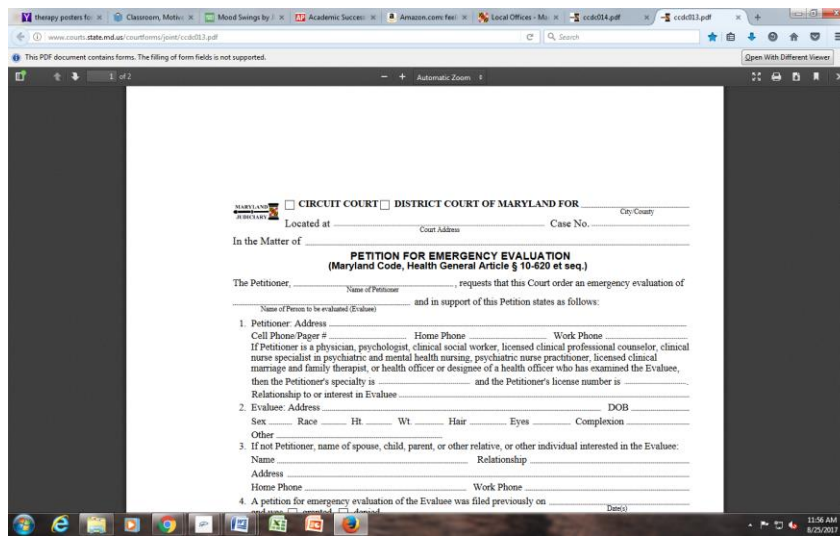 therapy posters fo
Classroom, Motiv
Mood Swings by J
AP Academic Success
Amazon.com: feel
Local Offices - Ma
ccdc014.pdf
ccdc013.pdf
www.courts.state.md.us/courtforms/joint/ccdc013.pdf
Search
This PDF document contains forms. The filling of form fields is not supported.
Open With Different Viewer
1 of 2
Automatic Zoom
MARYLAND JUDICIARY
CIRCUIT COURT DISTRICT COURT OF MARYLAND FOR
City/County
Located at Case No.
Court Address
In the Matter of
PETITION FOR EMERGENCY EVALUATION
(Maryland Code, Health General Article § 10-620 et seq.)
The Petitioner, , requests that this Court order an emergency evaluation of
Name of Petitioner
and in support of this Petition states as follows:
Name of Person to be evaluated (Evaluee)
1. Petitioner: Address
Cell Phone/Pager # Home Phone Work Phone
If Petitioner is a physician, psychologist, clinical social worker, licensed clinical professional counselor, clinical
nurse specialist in psychiatric and mental health nursing, psychiatric nurse practitioner, licensed clinical
marriage and family therapist, or health officer or designee of a health officer who has examined the Evaluee,
then the Petitioner's specialty is and the Petitioner's license number is .
Relationship to or interest in Evaluee
2. Evaluee: Address DOB
Sex Race Ht. Wt. Hair Eyes Complexion
Other
3. If not Petitioner, name of spouse, child, parent, or other relative, or other individual interested in the Evaluee:
Name Relationship
Address
Home Phone Work Phone
4. A petition for emergency evaluation of the Evaluee was filed previously on
Date(s)
and was granted denied
11:56 AM
8/25/2017